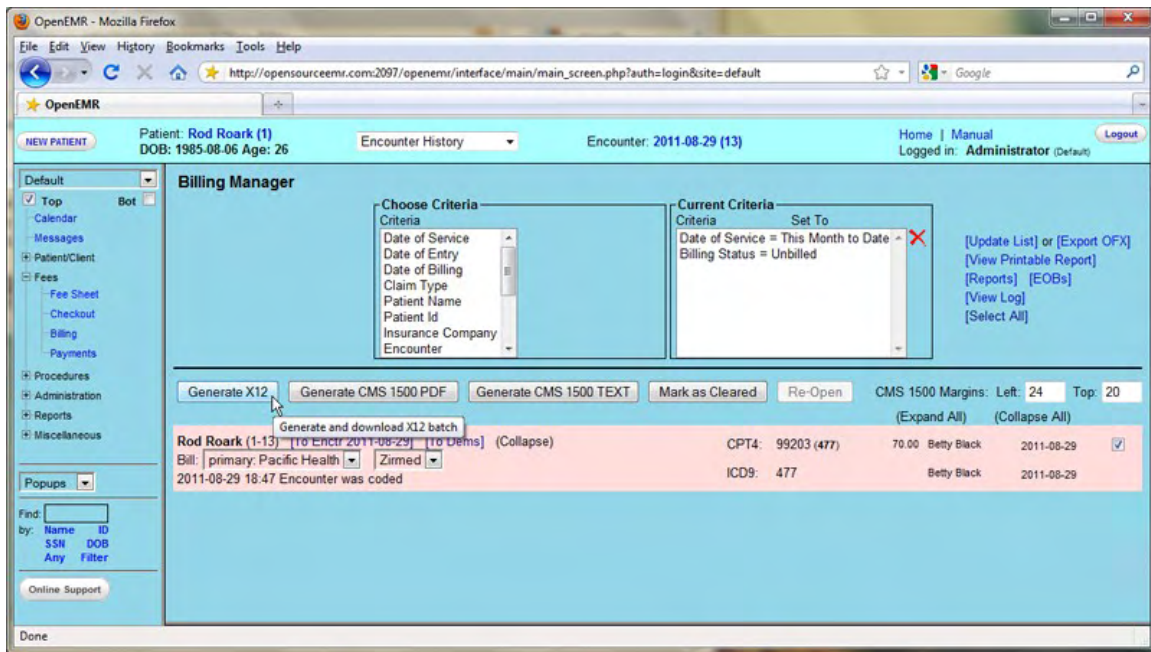 OpenEMR - Mozilla Firefox
File Edit View History Bookmarks Tools Help
http://opensourceemr.com:2097/openemr/interface/main/main_screen.php?auth=login&site=default
Google
OpenEMR
NEW PATIENT
Patient: Rod Roark (1)
DOB: 1985-08-06 Age: 26
Encounter History
Encounter: 2011-08-29 (13)
Home | Manual
Logged in: Administrator (Default)
Logout
Default
Top Bot
Calendar
Messages
Patient/Client
Fees
Fee Sheet
Checkout
Billing
Payments
Procedures
Administration
Reports
Miscellaneous
Popups
Find:
by: Name ID
SSN DOB
Any Filter
Online Support
Billing Manager
Choose Criteria
Criteria
Date of Service
Date of Entry
Date of Billing
Claim Type
Patient Name
Patient Id
Insurance Company
Encounter
Current Criteria
Criteria Set To
Date of Service = This Month to Date
Billing Status = Unbilled
[Update List] or [Export OFX]
[View Printable Report]
[Reports] [EOBs]
[View Log]
[Select All]
Generate X12 Generate CMS 1500 PDF Generate CMS 1500 TEXT Mark as Cleared Re-Open CMS 1500 Margins: Left: 24 Top: 20
(Expand All) (Collapse All)
Generate and download X12 batch
Rod Roark (1-13) [To Enctr 2011-08-29] [To Dems] (Collapse) CPT4: 99203 (477) 70.00 Betty Black 2011-08-29
Bill: primary: Pacific Health Zirmed ICD9: 477 Betty Black 2011-08-29
2011-08-29 18:47 Encounter was coded
Done